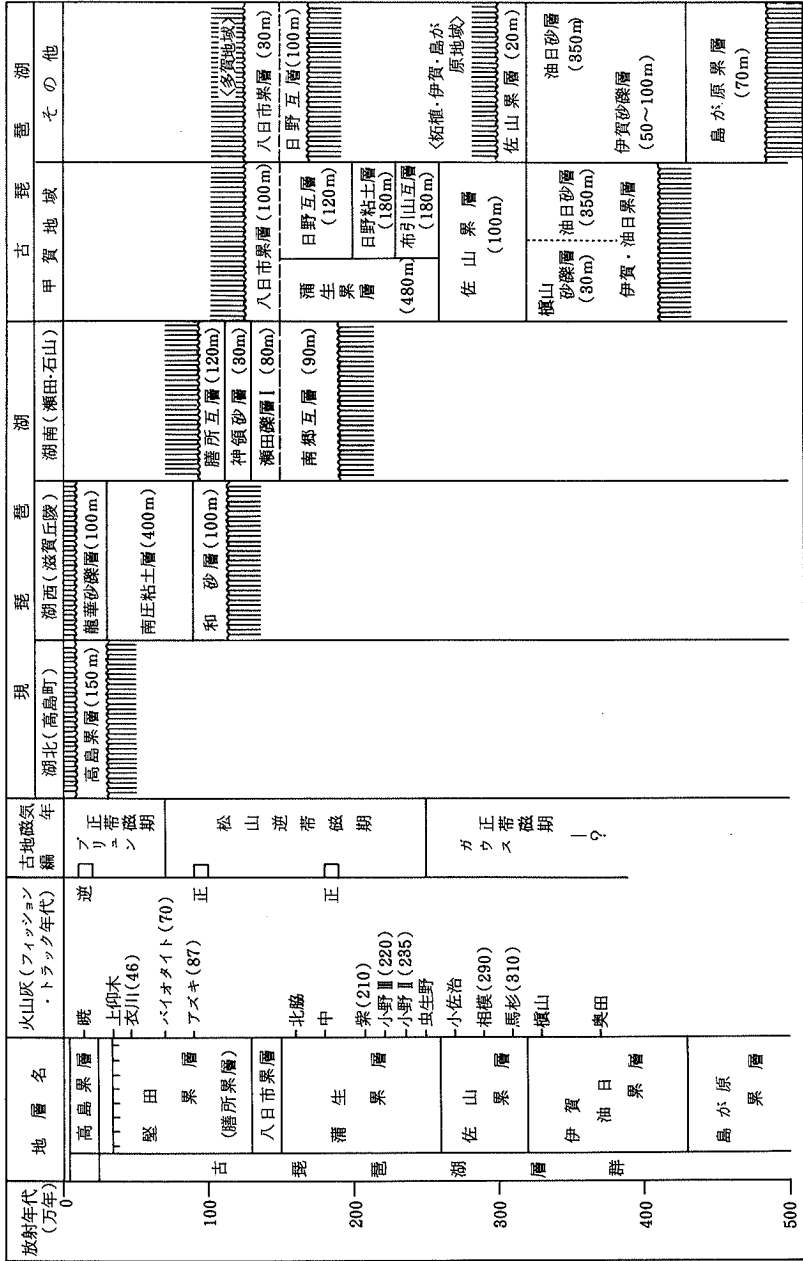 放射年代
(万年)
0
100
200
300
400
500
地層名
古琵琶湖層群
高島累層
堅田累層
(膳所累層)
八日市累層
蒲生累層
佐山累層
伊賀油日累層
島が原累層
火山灰(フィッション
・トラック年代)
暁
上仰木
衣川(46)
バイオタイト(70)
アズキ(87)
北脇
中
紫(210)
小野Ⅲ(220)
小野Ⅱ(235)
虫生野
小佐治
相模(290)
馬杉(310)
槇山
奥田
古地磁気
編年
逆
正
正
ブリュン
正帯磁期
松山逆帯磁期
ガウス
正帯磁期
—?
現琵琶湖
湖北(高島町)
高島累層(150m)
湖西(滋賀丘陵)
龍華砂礫層(100m)
南庄粘土層(400m)
和砂層(100m)
湖南(瀬田・石山)
膳所互層(120m)
神領砂層(30m)
瀬田礫層Ⅰ(80m)
南郷互層(90m)
古琵琶湖
甲賀地域
八日市累層(100m)
蒲生累層
(480m)
日野互層
(120m)
日野粘土層
(180m)
布引山互層
(180m)
佐山累層
(100m)
槇山
砂礫層
(30m)
油日砂層
(350m)
伊賀・油日累層
その他
〈多賀地域〉
八日市累層(30m)
日野互層(100m)
〈柘植・伊賀・島が
原地域〉
佐山累層(20m)
油日砂層
(350m)
伊賀砂礫層
(50~100m)
島が原累層
(70m)